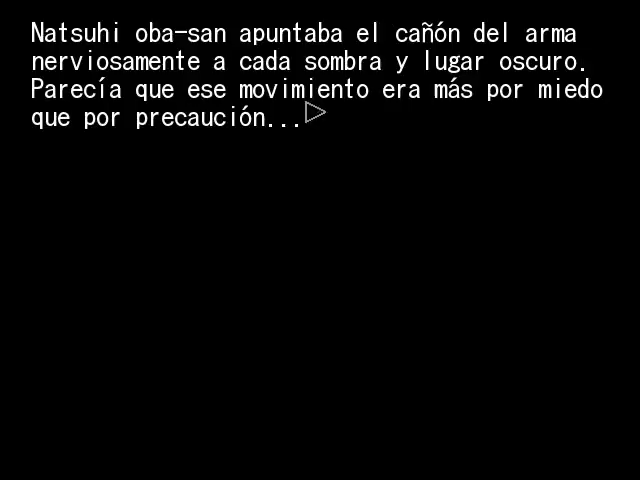 Natsuhi oba-san apuntaba el cañón del arma
nerviosamente a cada sombra y lugar oscuro.
Parecía que ese movimiento era más por miedo
que por precaución...